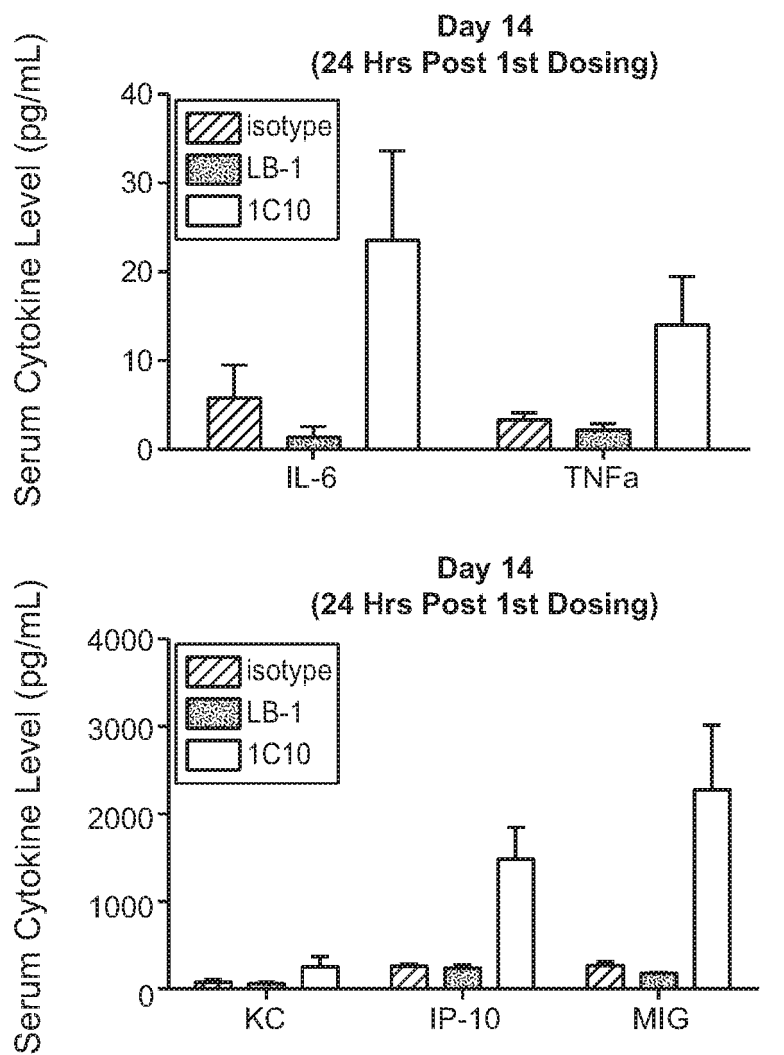 Day 14
(24 Hrs Post 1st Dosing)
Serum Cytokine Level (pg/mL)
40
30
20
10
0
isotype
LB-1
1C10
IL-6
TNFa
Day 14
(24 Hrs Post 1st Dosing)
Serum Cytokine Level (pg/mL)
4000
3000
2000
1000
0
isotype
LB-1
1C10
KC
IP-10
MIG